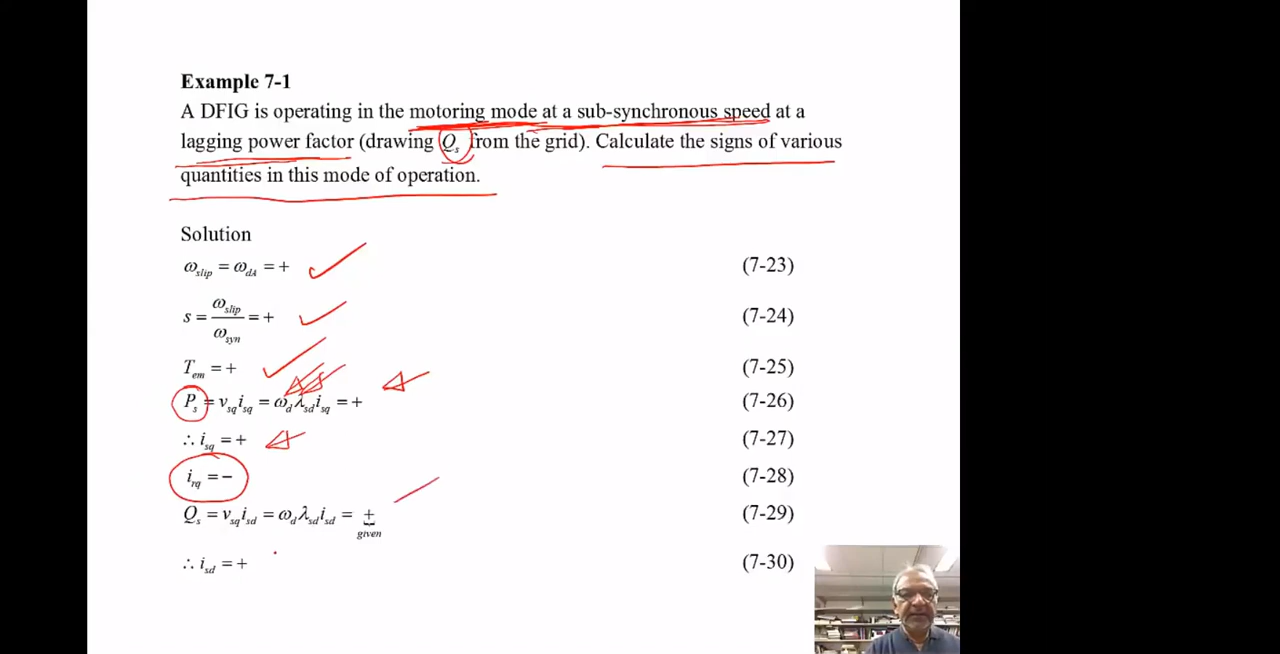 Example 7-1
A DFIG is operating in the motoring mode at a sub-synchronous speed at a
lagging power factor (drawing Qs from the grid). Calculate the signs of various
quantities in this mode of operation.
Solution
ω_slip = ω_dA = + (7-23)
s = ω_slip / ω_syn = + (7-24)
T_em = + (7-25)
P_s = v_sq i_sq = ω_d λ_sd i_sq = + (7-26)
∴ i_sq = + (7-27)
i_rq = − (7-28)
Q_s = v_sq i_sd = ω_d λ_sd i_sd = + (7-29)
given
∴ i_sd = + (7-30)